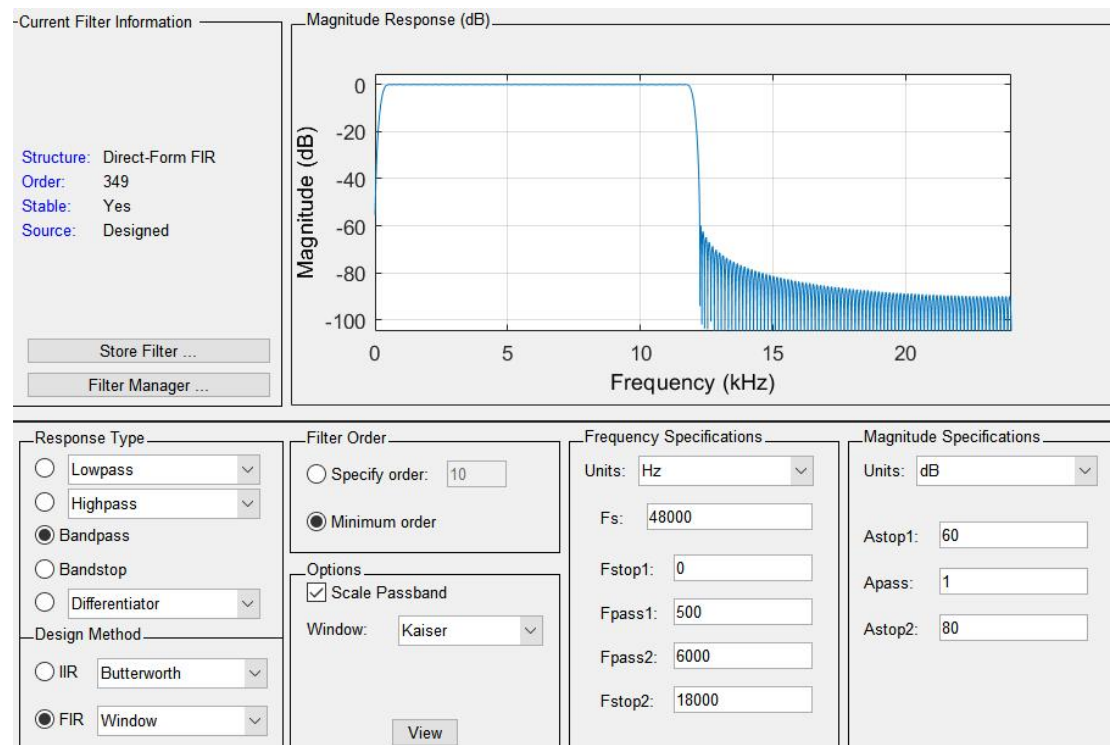 Current Filter Information
Structure: Direct-Form FIR
Order: 349
Stable: Yes
Source: Designed
Store Filter ...
Filter Manager ...
Magnitude Response (dB)
Magnitude (dB)
0
-20
-40
-60
-80
-100
0 5 10 15 20
Frequency (kHz)
Response Type
Lowpass
Highpass
Bandpass
Bandstop
Differentiator
Design Method
IIR Butterworth
FIR Window
Filter Order
Specify order: 10
Minimum order
Options
Scale Passband
Window: Kaiser
View
Frequency Specifications
Units: Hz
Fs: 48000
Fstop1: 0
Fpass1: 500
Fpass2: 6000
Fstop2: 18000
Magnitude Specifications
Units: dB
Astop1: 60
Apass: 1
Astop2: 80